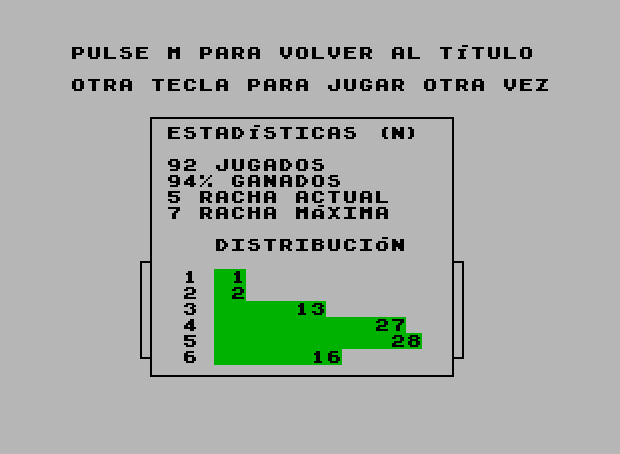 PULSE M PARA VOLVER AL TÍTULO
OTRA TECLA PARA JUGAR OTRA VEZ
ESTADÍSTICAS (N)
92 JUGADOS
94% GANADOS
5 RACHA ACTUAL
7 RACHA MÁXIMA
DISTRIBUCIÓN
1 1
2 2
3 13
4 27
5 28
6 16